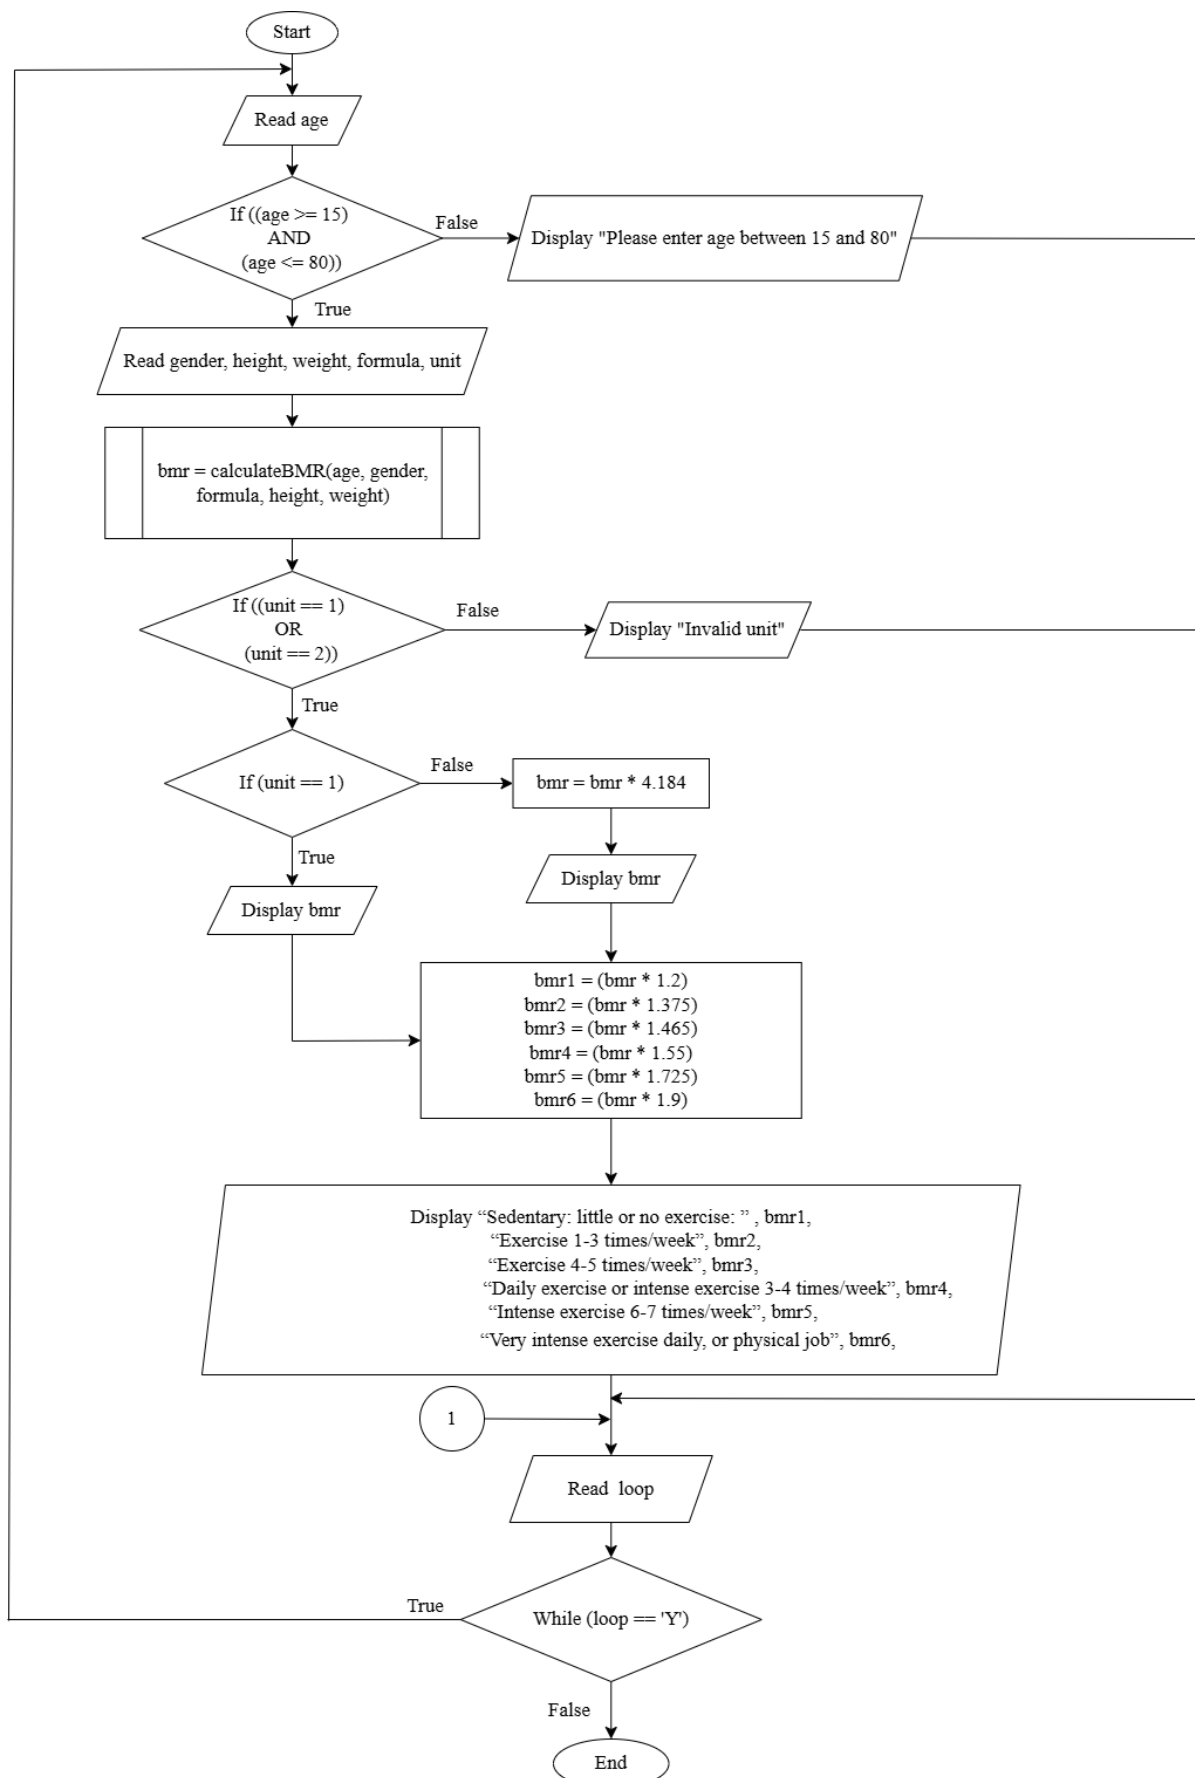 Start
Read age
If ((age >= 15)
AND
(age <= 80))
False
Display "Please enter age between 15 and 80"
True
Read gender, height, weight, formula, unit
bmr = calculateBMR(age, gender,
formula, height, weight)
If ((unit == 1)
OR
(unit == 2))
False
Display "Invalid unit"
True
If (unit == 1)
False
bmr = bmr * 4.184
True
Display bmr
Display bmr
bmr1 = (bmr * 1.2)
bmr2 = (bmr * 1.375)
bmr3 = (bmr * 1.465)
bmr4 = (bmr * 1.55)
bmr5 = (bmr * 1.725)
bmr6 = (bmr * 1.9)
Display “Sedentary: little or no exercise: ” , bmr1,
“Exercise 1-3 times/week”, bmr2,
“Exercise 4-5 times/week”, bmr3,
“Daily exercise or intense exercise 3-4 times/week”, bmr4,
“Intense exercise 6-7 times/week”, bmr5,
“Very intense exercise daily, or physical job”, bmr6,
1
Read loop
While (loop == 'Y')
True
False
End